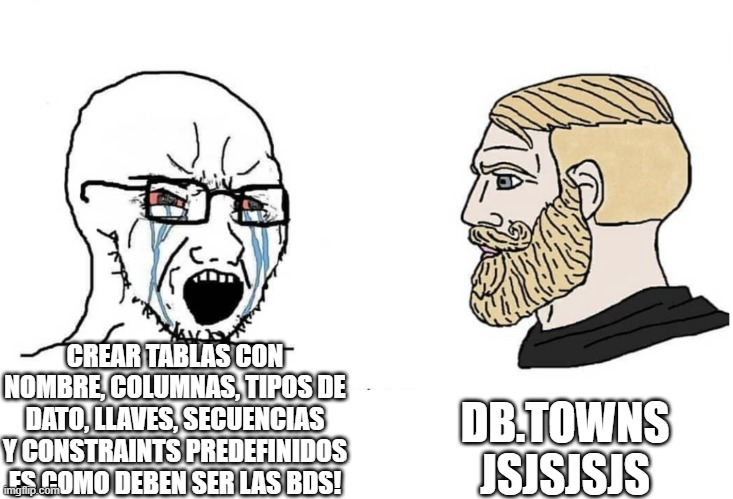 CREAR TABLAS CON
NOMBRE, COLUMNAS, TIPOS DE
DATO, LLAVES, SECUENCIAS
Y CONSTRAINTS PREDEFINIDOS
ES COMO DEBEN SER LAS BDS!
DB.TOWNS
JSJSJSJS
imgflip.com